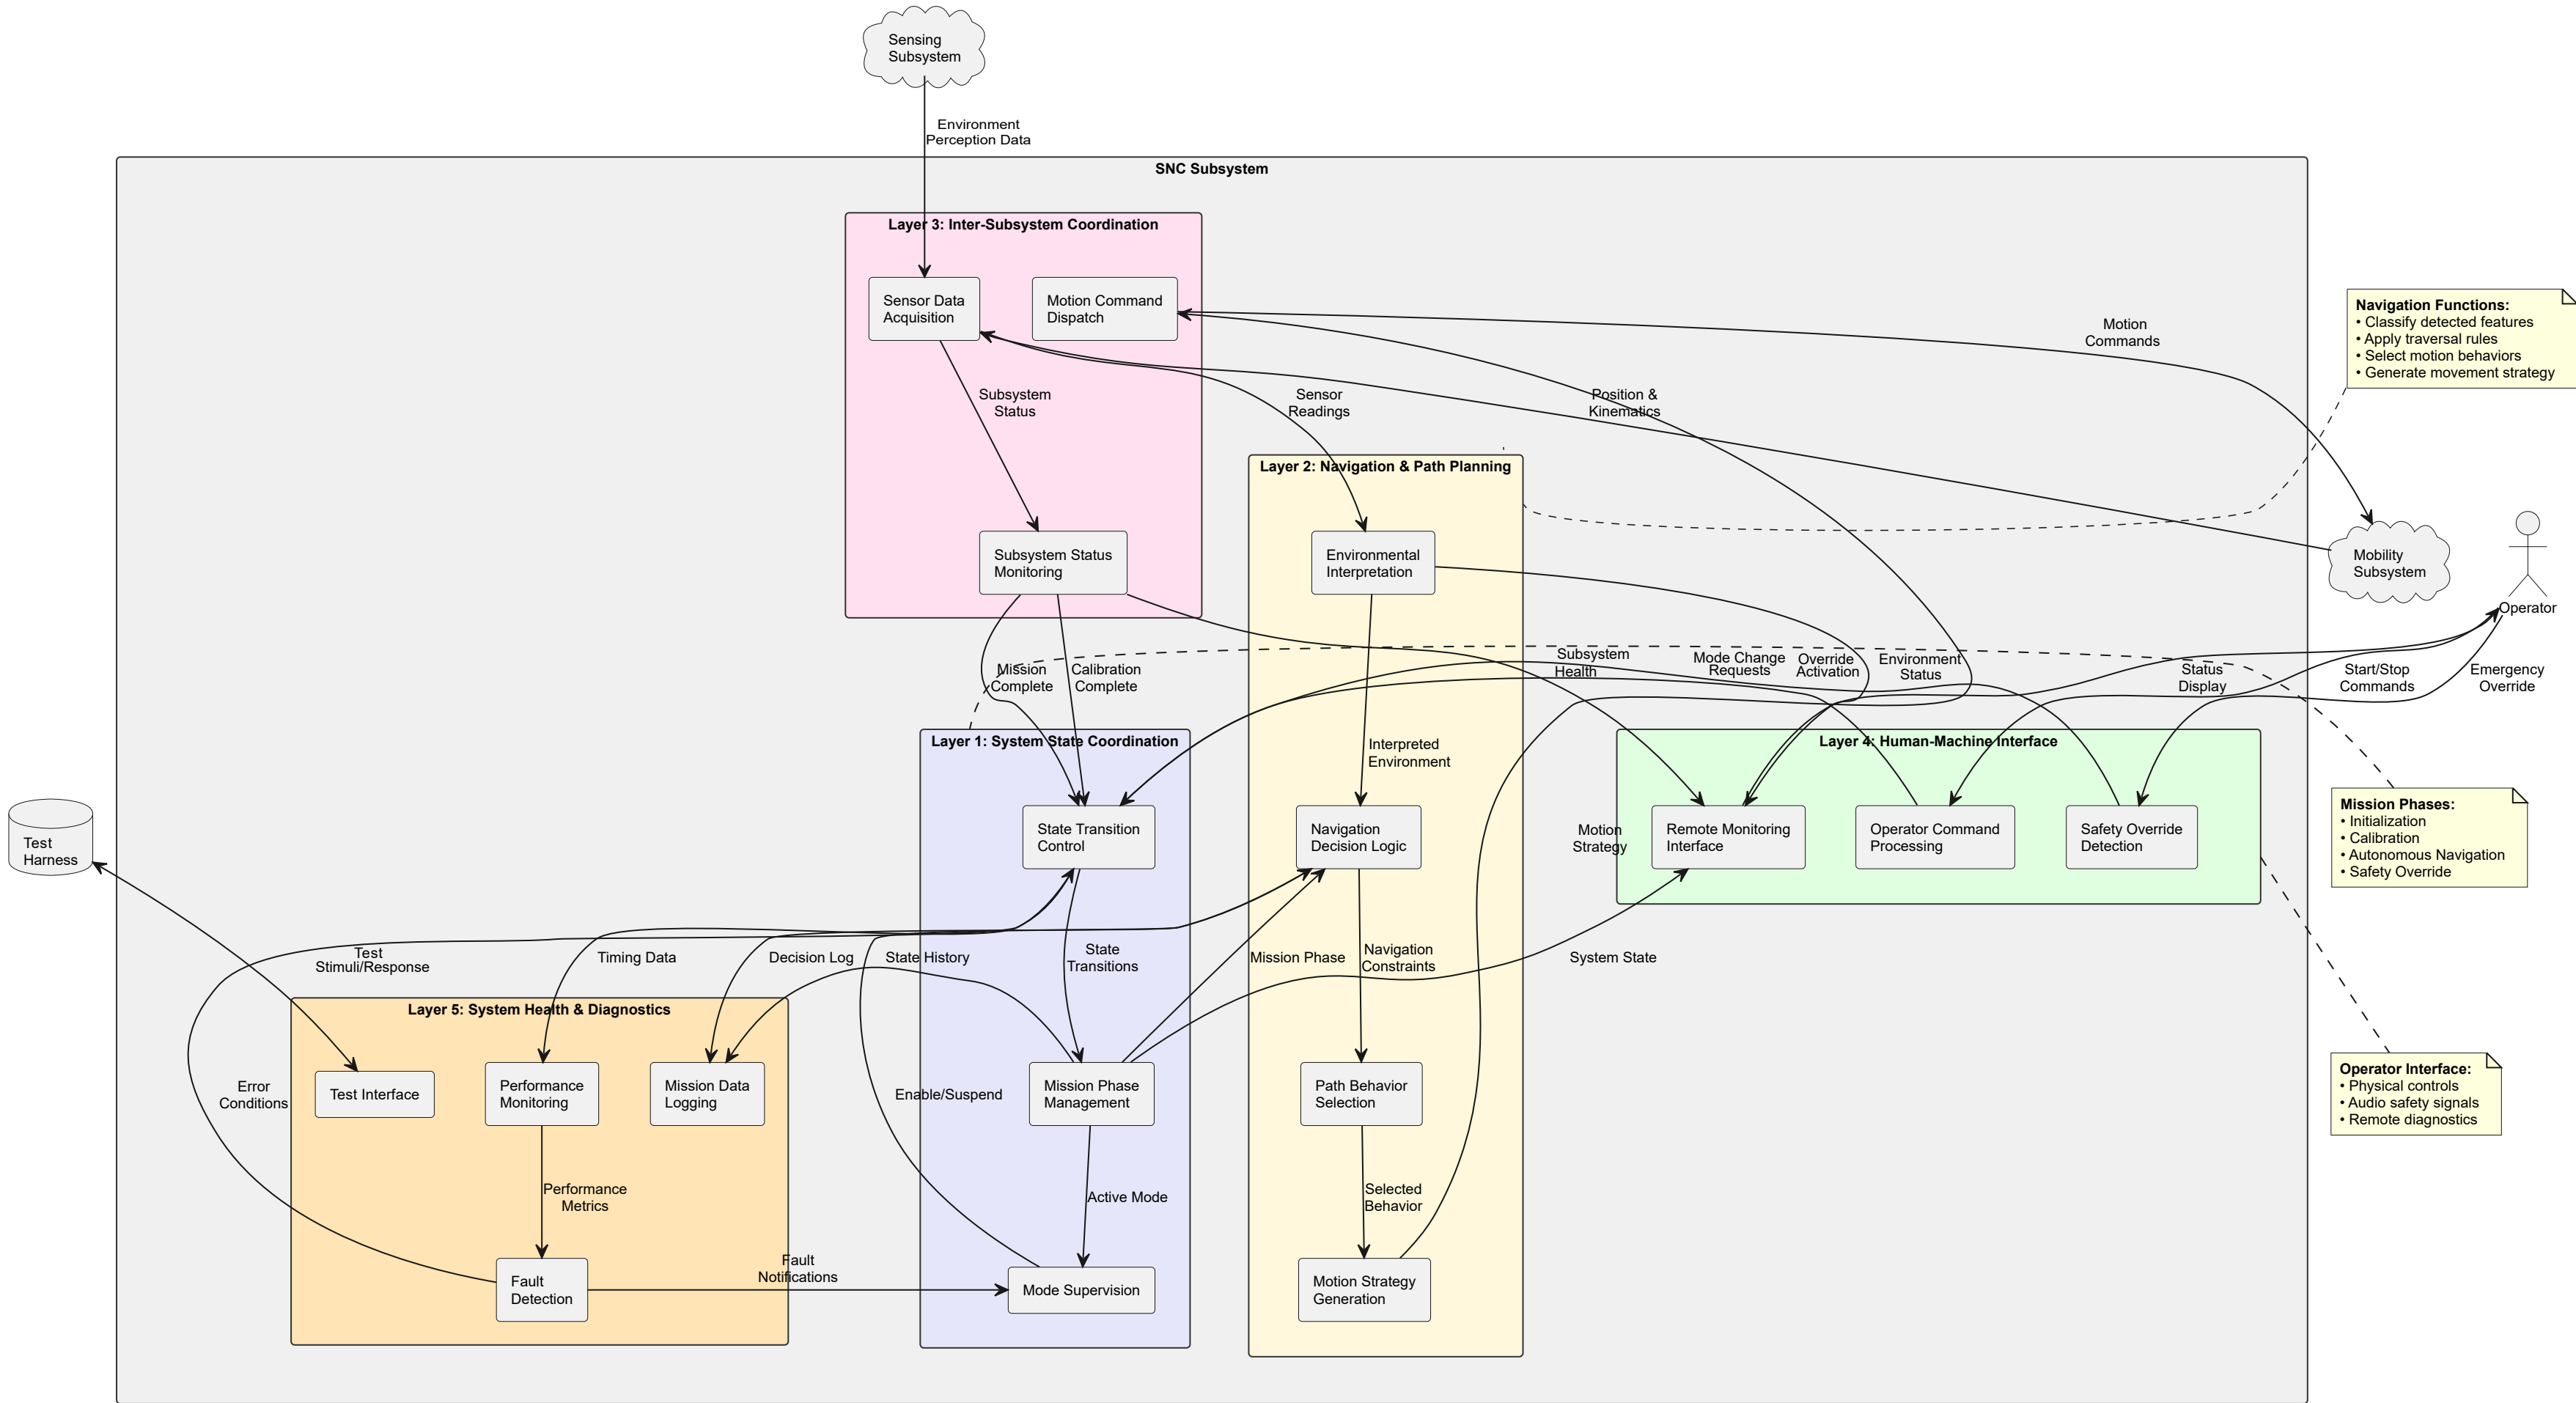 Sensing
Subsystem
Environment
Perception Data
SNC Subsystem
Layer 3: Inter-Subsystem Coordination
Sensor Data
Acquisition
Motion Command
Dispatch
Navigation Functions:
• Classify detected features
• Apply traversal rules
• Select motion behaviors
• Generate movement strategy
Motion
Commands
Subsystem
Status
Sensor
Readings
Position &
Kinematics
Layer 2: Navigation & Path Planning
Subsystem Status
Monitoring
Environmental
Interpretation
Mobility
Subsystem
Operator
Mission
Complete
Calibration
Complete
Subsystem
Health
Mode Change
Requests
Override
Activation
Environment
Status
Status
Display
Start/Stop
Commands
Emergency
Override
Layer 1: System State Coordination
Interpreted
Environment
Layer 4: Human-Machine Interface
Test
Harness
State Transition
Control
Navigation
Decision Logic
Motion
Strategy
Remote Monitoring
Interface
Operator Command
Processing
Safety Override
Detection
Mission Phases:
• Initialization
• Calibration
• Autonomous Navigation
• Safety Override
Test
Stimuli/Response
Timing Data
Decision Log
State History
State
Transitions
Mission Phase
Navigation
Constraints
System State
Layer 5: System Health & Diagnostics
Error
Conditions
Test Interface
Performance
Monitoring
Mission Data
Logging
Enable/Suspend
Mission Phase
Management
Path Behavior
Selection
Operator Interface:
• Physical controls
• Audio safety signals
• Remote diagnostics
Performance
Metrics
Active Mode
Selected
Behavior
Fault
Notifications
Fault
Detection
Mode Supervision
Motion Strategy
Generation